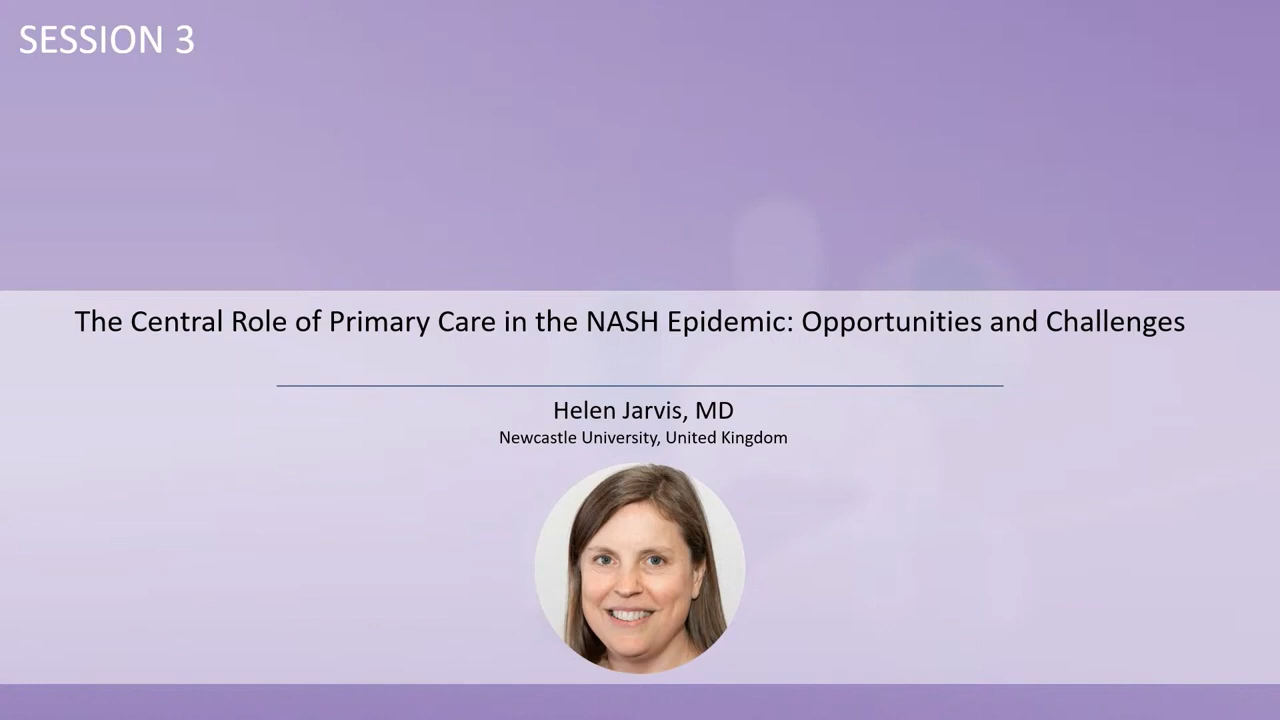 SESSION 3
The Central Role of Primary Care in the NASH Epidemic: Opportunities and Challenges
Helen Jarvis, MD
Newcastle University, United Kingdom